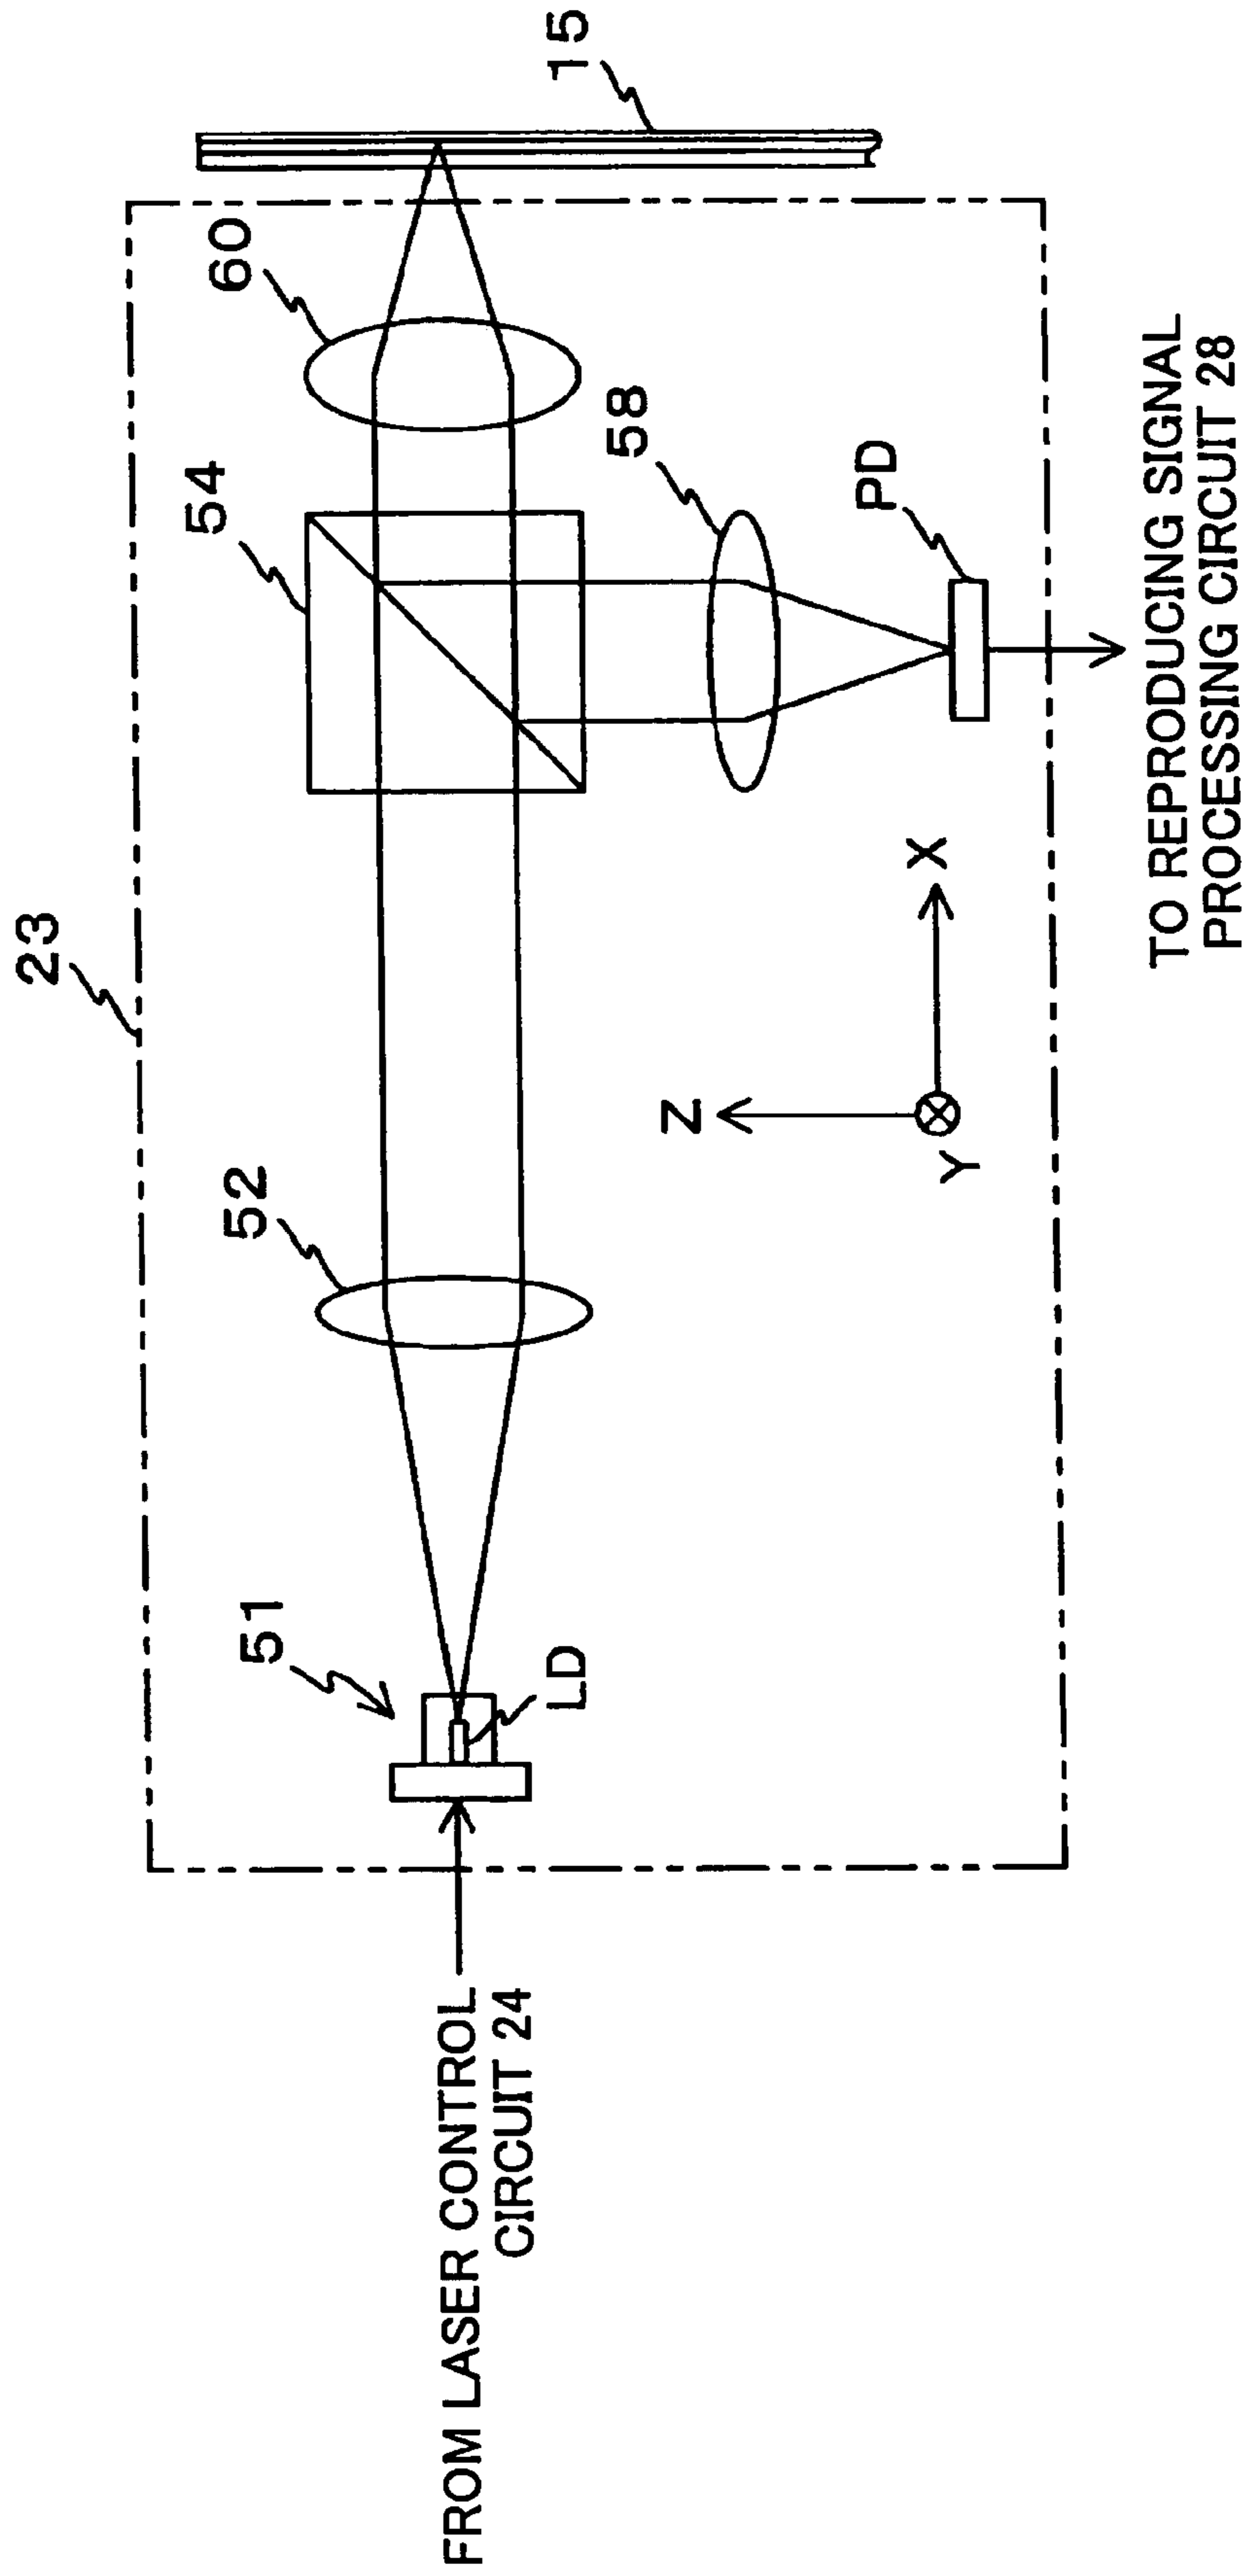 23
51
52
54
60
15
58
LD
PD
Z
X
Y
FROM LASER CONTROL
CIRCUIT 24
TO REPRODUCING SIGNAL
PROCESSING CIRCUIT 28